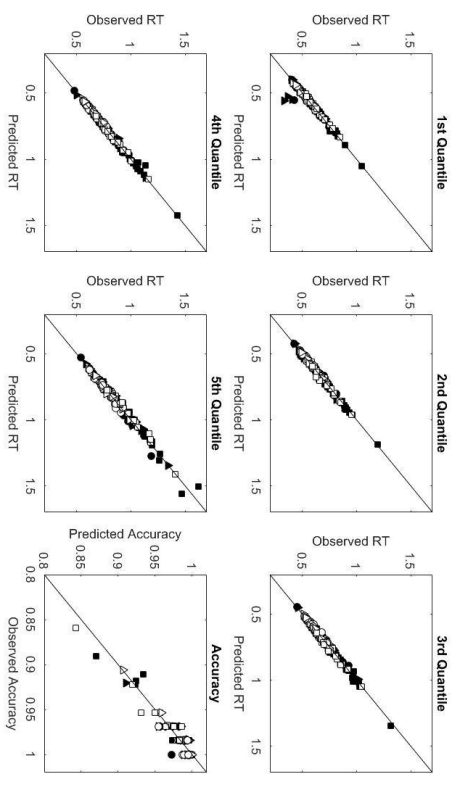 1st Quantile
Observed RT
1.5
1
0.5
0.5 1 1.5
Predicted RT
2nd Quantile
Observed RT
1.5
1
0.5
0.5 1 1.5
Predicted RT
3rd Quantile
Observed RT
1.5
1
0.5
0.5 1 1.5
Predicted RT
4th Quantile
Observed RT
1.5
1
0.5
0.5 1 1.5
Predicted RT
5th Quantile
Observed RT
1.5
1
0.5
0.5 1 1.5
Predicted RT
Accuracy
Predicted Accuracy
1
0.95
0.9
0.85
0.8
0.8 0.85 0.9 0.95 1
Observed Accuracy